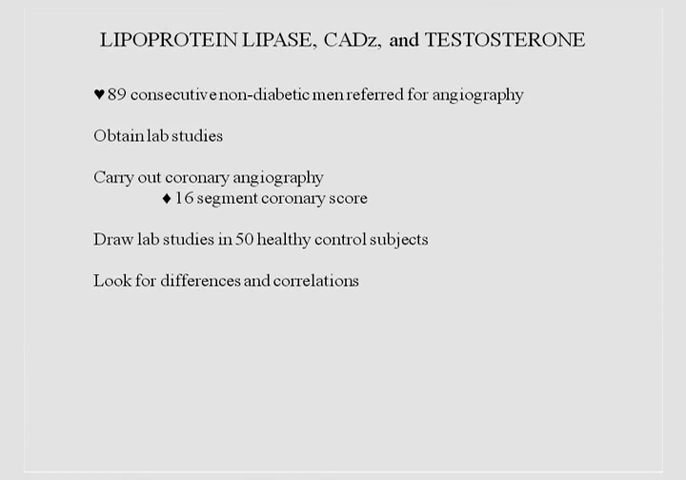 LIPOPROTEIN LIPASE, CADz, and TESTOSTERONE
♥ 89 consecutive non-diabetic men referred for angiography
Obtain lab studies
Carry out coronary angiography
♦ 16 segment coronary score
Draw lab studies in 50 healthy control subjects
Look for differences and correlations